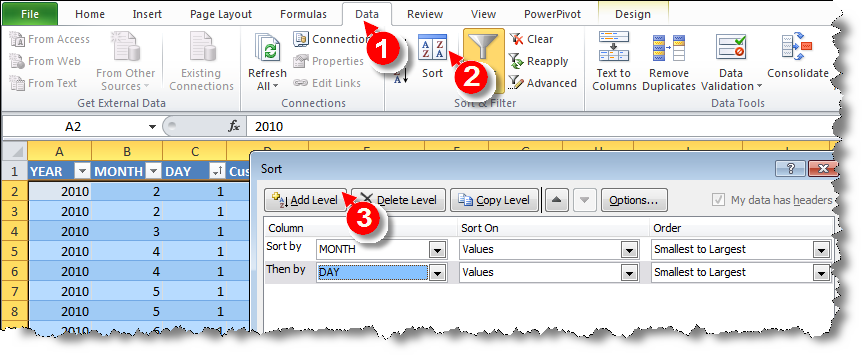 File Home Insert Page Layout Formulas Data Review View PowerPivot Design
From Access
From Web
From Text
From Other Sources
Existing Connections
Get External Data
Refresh All
Connection
Properties
Edit Links
Connections
1
A Z
Z A
Sort
2
Clear
Reapply
Advanced
Sort & Filter
Text to Columns
Remove Duplicates
Data Validation
Consolidate
Data Tools
A2 fx 2010
A B C
1 YEAR MONTH DAY Cus
2 2010 2 1
3 2010 2 1
4 2010 3 1
5 2010 4 1
6 2010 4 1
7 2010 5 1
8 2010 5 1
2010
Sort
Add Level Delete Level Copy Level Options... My data has headers
3
Column Sort On Order
Sort by MONTH Values Smallest to Largest
Then by DAY Values Smallest to Largest